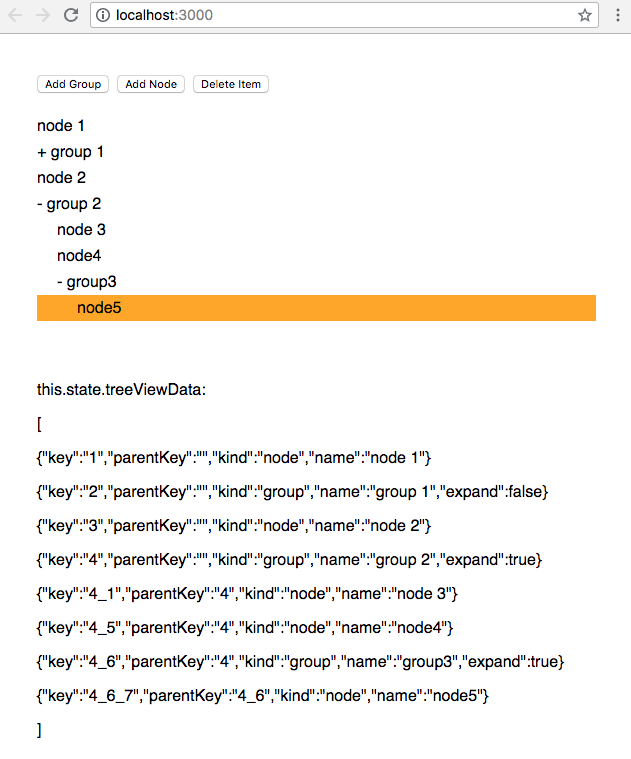 localhost:3000
Add Group Add Node Delete Item
node 1
+ group 1
node 2
- group 2
node 3
node4
- group3
node5
this.state.treeViewData:
[
{"key":"1","parentKey":"","kind":"node","name":"node 1"}
{"key":"2","parentKey":"","kind":"group","name":"group 1","expand":false}
{"key":"3","parentKey":"","kind":"node","name":"node 2"}
{"key":"4","parentKey":"","kind":"group","name":"group 2","expand":true}
{"key":"4_1","parentKey":"4","kind":"node","name":"node 3"}
{"key":"4_5","parentKey":"4","kind":"node","name":"node4"}
{"key":"4_6","parentKey":"4","kind":"group","name":"group3","expand":true}
{"key":"4_6_7","parentKey":"4_6","kind":"node","name":"node5"}
]